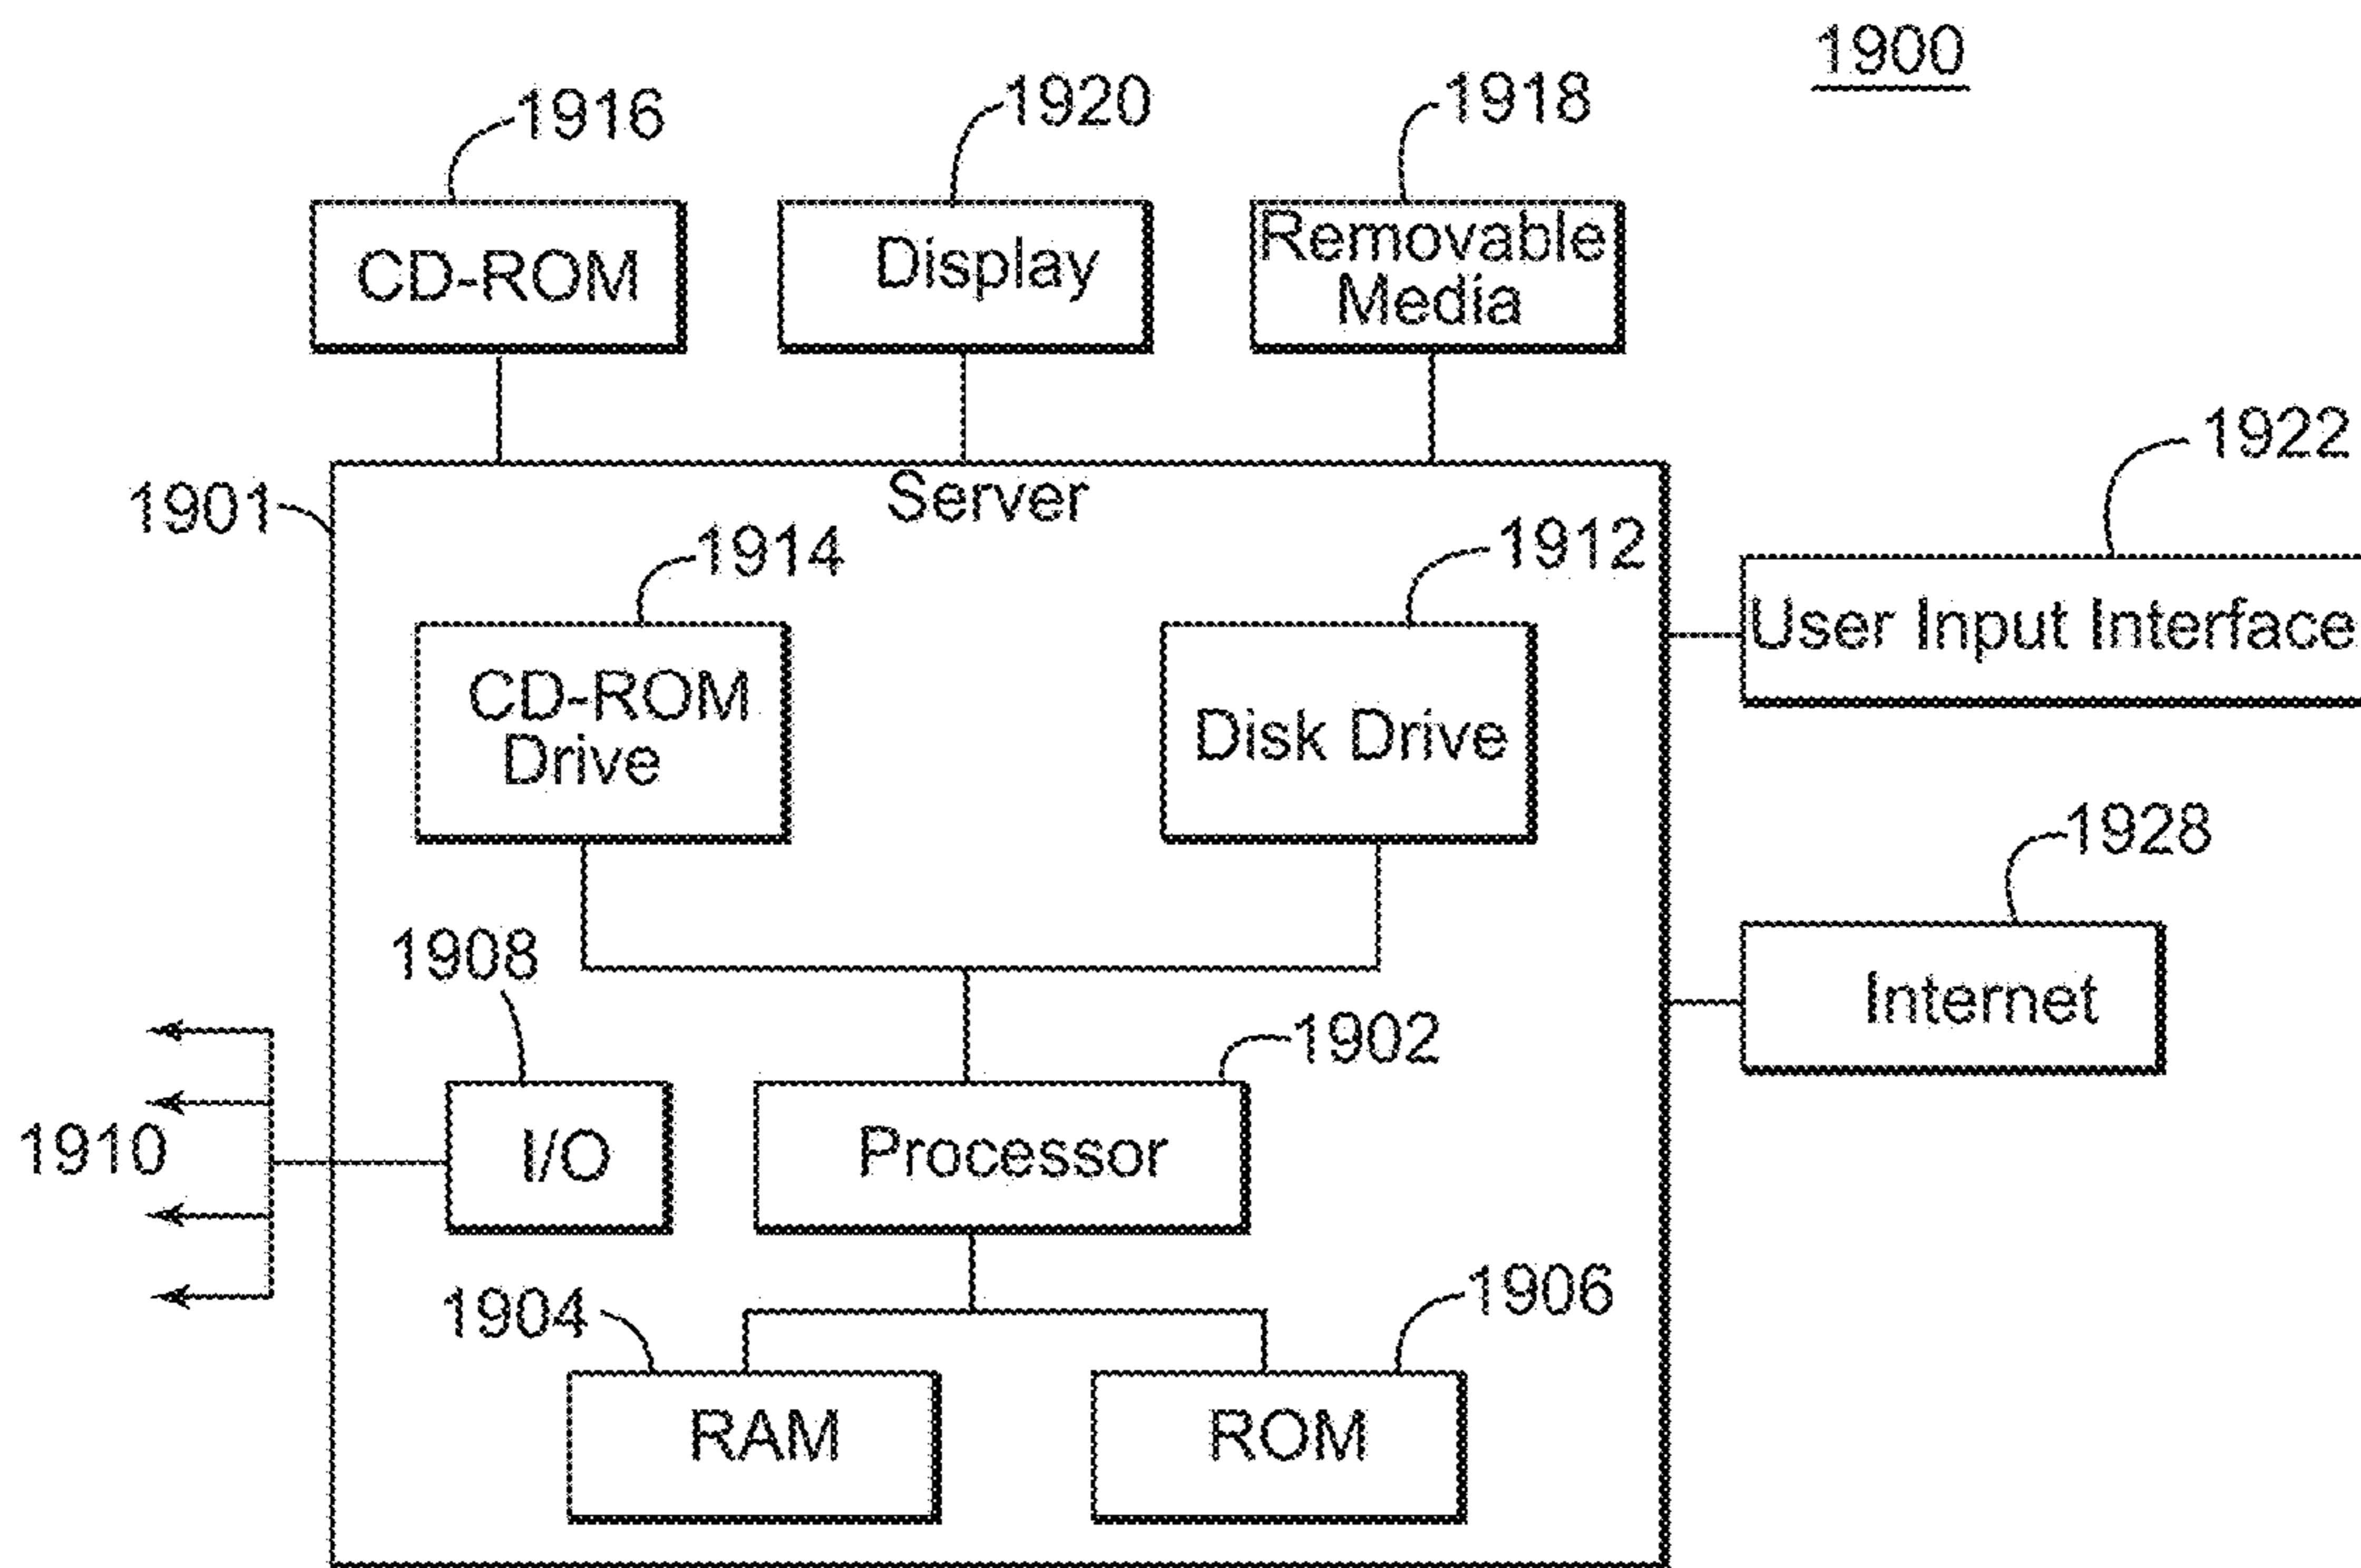 1900
1916
1920
1918
CD-ROM
Display
Removable
Media
1922
1901
Server
1914
1912
User Input Interface
CD-ROM
Drive
Disk Drive
1928
1908
Internet
1902
1910
I/O
Processor
1904
1906
RAM
ROM